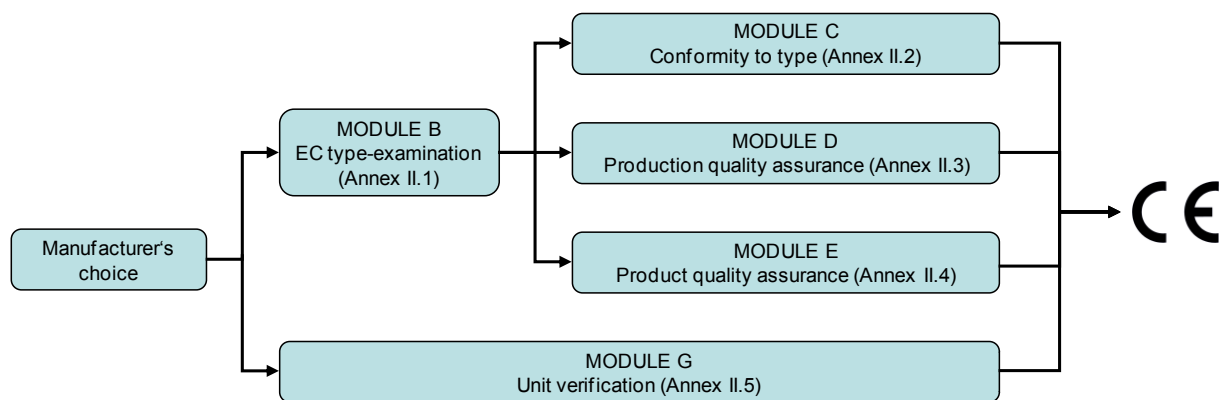 MODULE C
Conformity to type (Annex II.2)
MODULE B
EC type-examination
(Annex II.1)
MODULE D
Production quality assurance (Annex II.3)
CE
Manufacturer‘s
choice
MODULE E
Product quality assurance (Annex II.4)
MODULE G
Unit verification (Annex II.5)